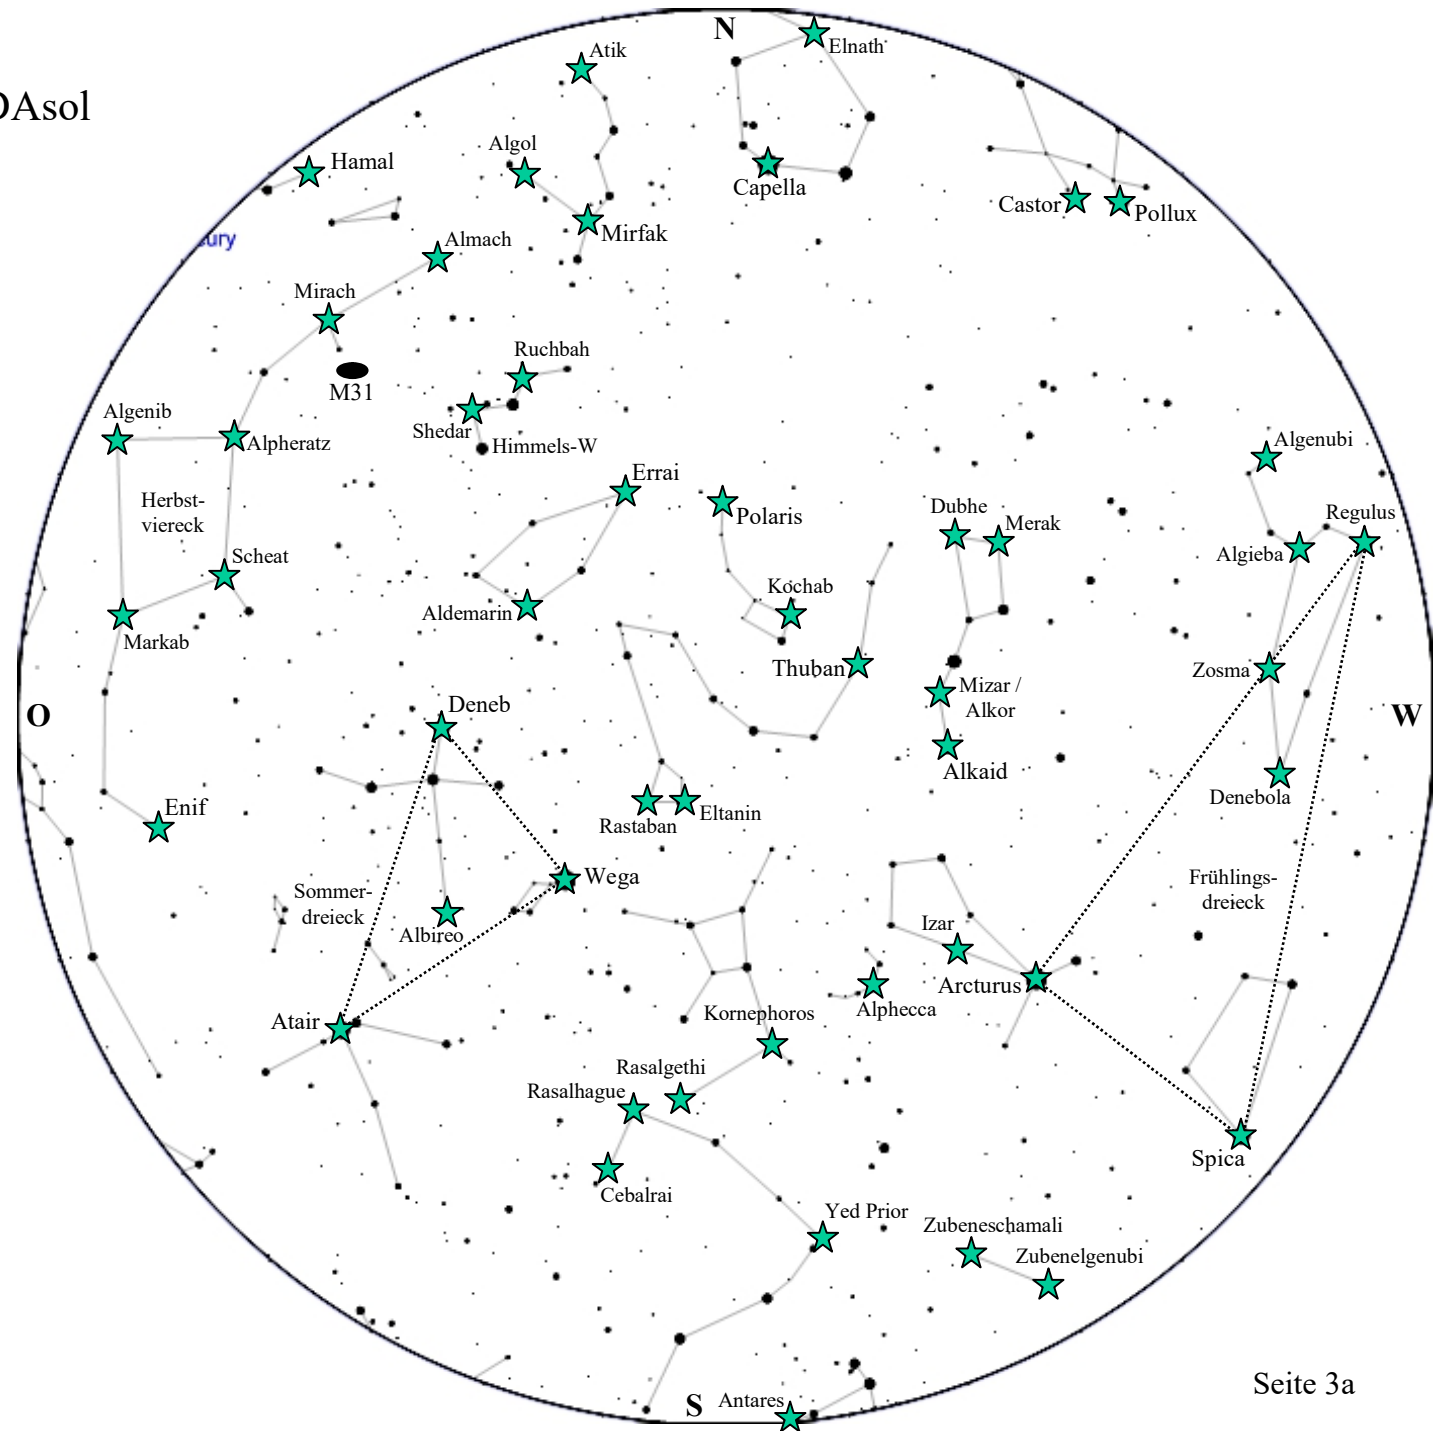 N
Elnath
Atik
DAsol
Algol
Hamal
Capella
Castor
Pollux
Mirfak
Almach
Mirach
Ruchbah
M31
Algenib
Shedar
Alpheratz
Himmels-W
Algenubi
Errai
Herbst-
viereck
Polaris
Dubhe
Merak
Regulus
Scheat
Algieba
Kochab
Aldemarin
Markab
Thuban
Zosma
Mizar /
Alkor
Deneb
O
W
Alkaid
Denebola
Enif
Rastaban
Eltanin
Wega
Sommer-
dreieck
Frühlings-
dreieck
Albireo
Izar
Arcturus
Alphecca
Atair
Kornephoros
Rasalgethi
Rasalhague
Spica
Cebalrai
Yed Prior
Zubeneschamali
Zubenelgenubi
Seite 3a
S
Antares